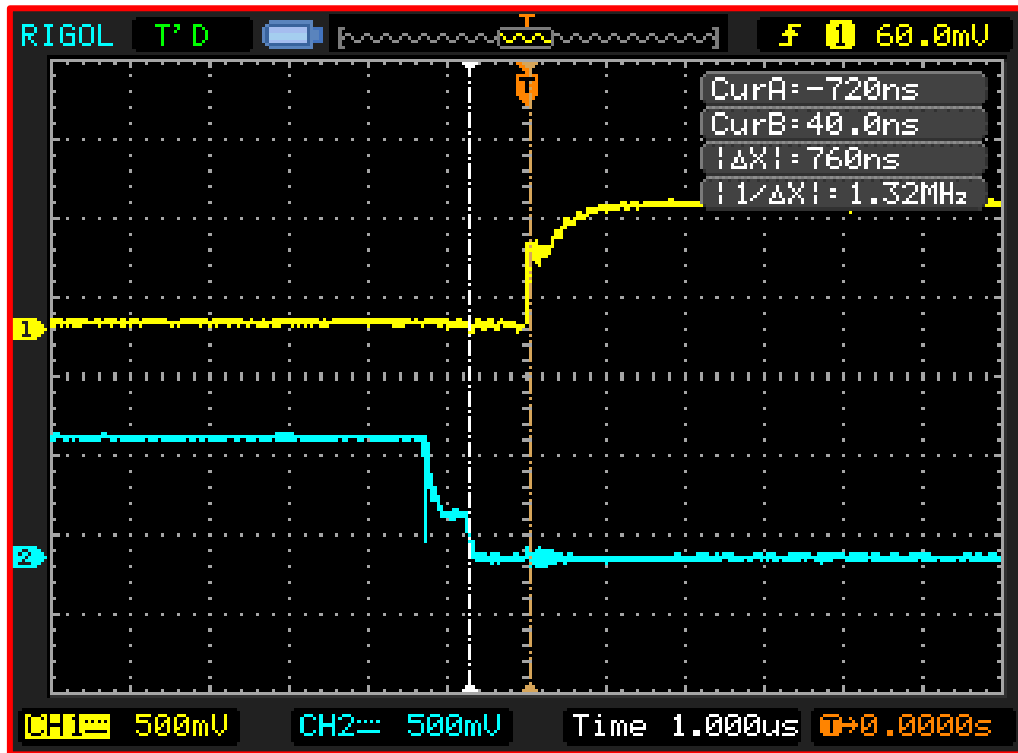 RIGOL T'D T 1 60.0mV
T
CurA:-720ns
CurB:40.0ns
|ΔX|:760ns
|1/ΔX|:1.32MHz
1
2
CH1 500mV CH2 500mV Time 1.000us T→0.0000s